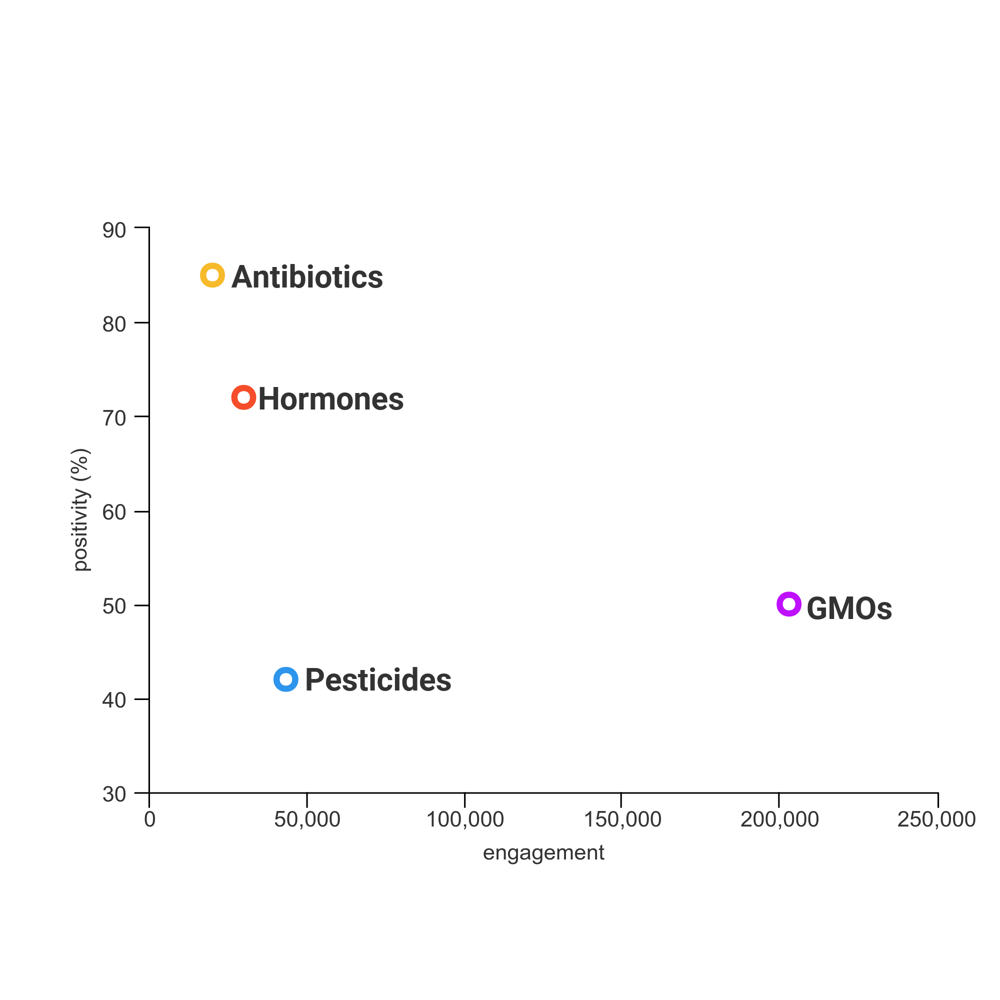 90
Antibiotics
80
Hormones
70
positivity (%)
60
50
GMOs
Pesticides
40
30
0 50,000 100,000 150,000 200,000 250,000
engagement